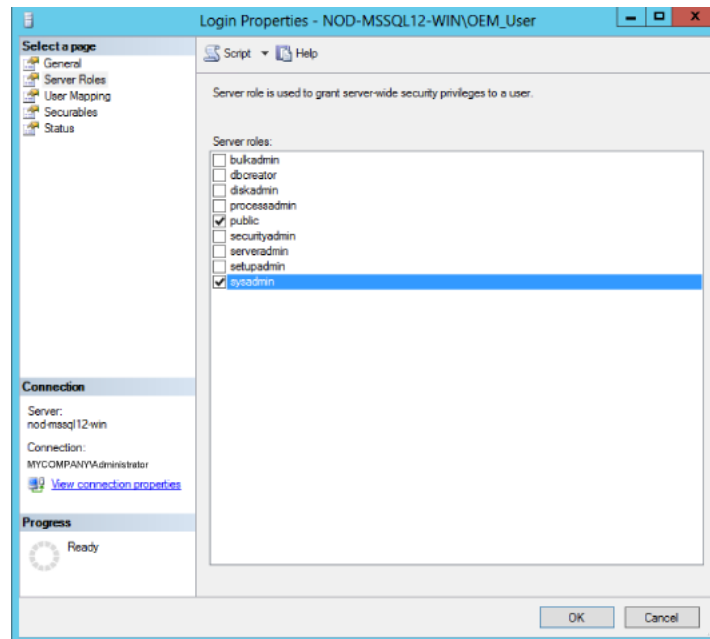 Login Properties - NOD-MSSQL12-WIN\OEM_User
Select a page
General
Server Roles
User Mapping
Securables
Status
Script
Help
Server role is used to grant server-wide security privileges to a user.
Server roles:
bulkadmin
dbcreator
diskadmin
processadmin
public
securityadmin
serveradmin
setupadmin
sysadmin
Connection
Server:
nod-mssql12-win
Connection:
MYCOMPANY\Administrator
View connection properties
Progress
Ready
OK
Cancel